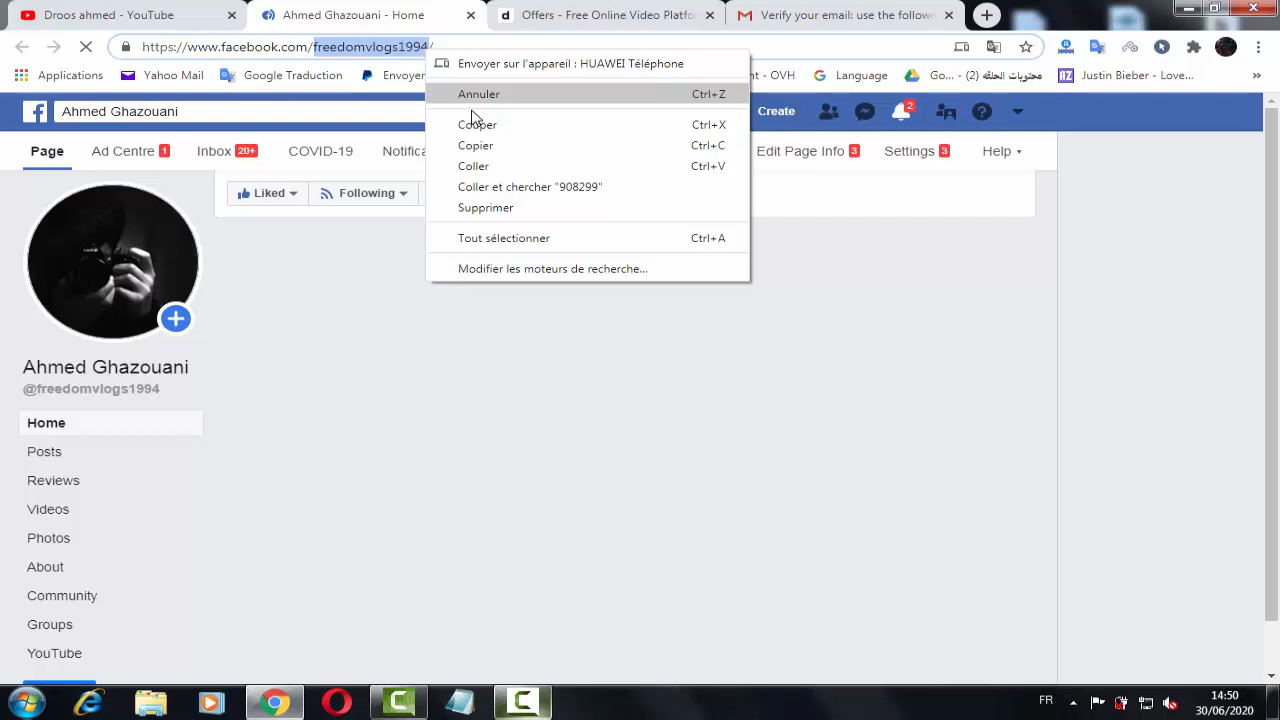 Droos ahmed - YouTube
Ahmed Ghazouani - Home
Offers - Free Online Video Platfo
Verify your email: use the follow
https://www.facebook.com/freedomvlogs1994/
Applications
Yahoo Mail
Google Traduction
Envoyer
ent - OVH
Go... (2) محتويات الحلقه
Language
Justin Bieber - Love
Envoyer sur l'appareil : HUAWEI Téléphone
Annuler Ctrl+Z
Couper Ctrl+X
Copier Ctrl+C
Coller Ctrl+V
Coller et chercher "908299"
Supprimer
Tout sélectionner Ctrl+A
Modifier les moteurs de recherche...
Ahmed Ghazouani
Create
2
Page
Ad Centre 1
Inbox 20+
COVID-19
Notifica
Edit Page Info 3
Settings 3
Help
Liked
Following
Ahmed Ghazouani
@freedomvlogs1994
Home
Posts
Reviews
Videos
Photos
About
Community
Groups
YouTube
FR
14:50
30/06/2020